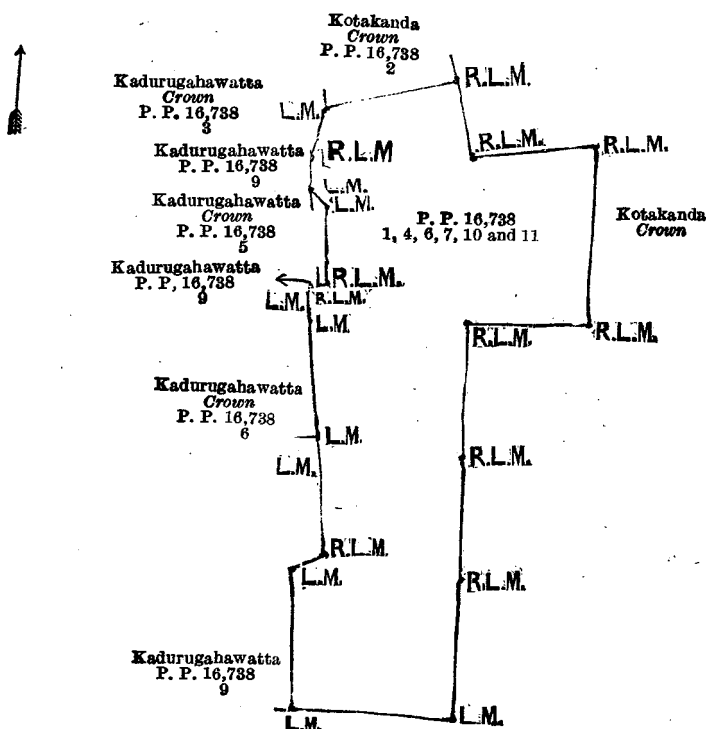 Kotakanda
Crown
P. P. 16,738
2
R.L.M.
Kadurugahawatta
Crown
P. P. 16,738
3
L.M.
Kadurugahawatta
P. P. 16,738
9
R.L.M
R.L.M.
R.L.M.
L.M.
Kadurugahawatta
Crown
P. P. 16,738
5
L.M.
P. P. 16,738
1, 4, 6, 7, 10 and 11
Kotakanda
Crown
Kadurugahawatta
P. P, 16,738
9
R.L.M.
L.M.
R.L.M.
L.M.
R.L.M.
R.L.M.
Kadurugahawatta
Crown
P. P. 16,738
6
L.M.
L.M.
R.L.M.
R.L.M.
L.M.
R.L.M.
Kadurugahawatta
P. P. 16,738
9
L.M.
L.M.